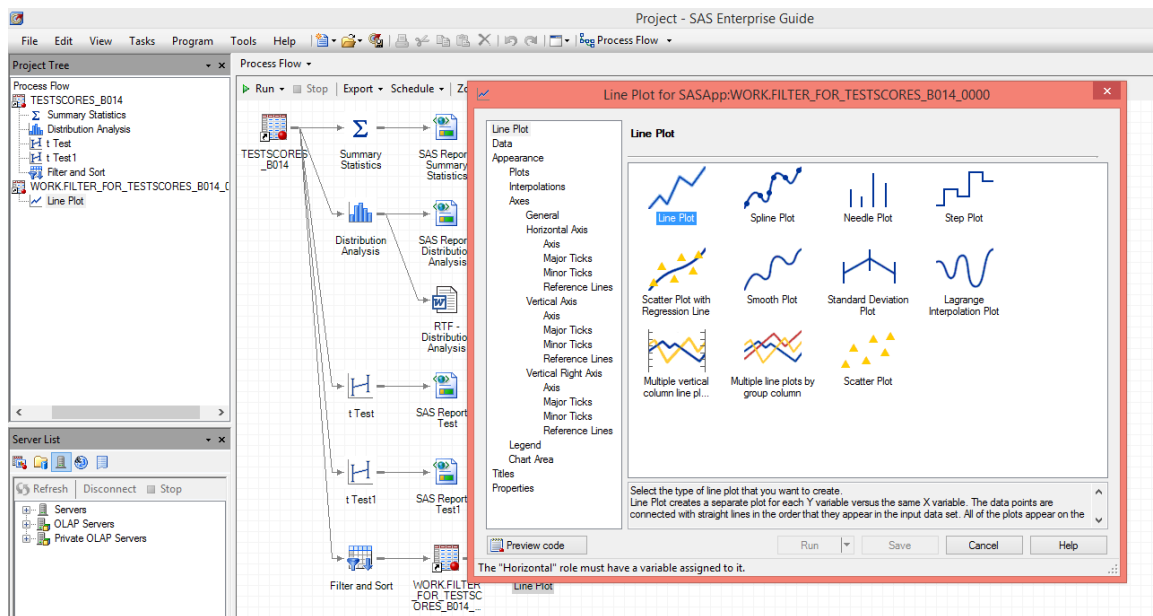 Project - SAS Enterprise Guide
File Edit View Tasks Program Tools Help Process Flow
Project Tree
Process Flow
TESTSCORES_B014
Summary Statistics
Distribution Analysis
t Test
t Test1
Filter and Sort
WORK.FILTER_FOR_TESTSCORES_B014_0
Line Plot
Server List
Refresh Disconnect Stop
Servers
OLAP Servers
Private OLAP Servers
Process Flow
Run Stop Export Schedule Zo
TESTSCORES
_B014
Summary
Statistics
SAS Report
Summary
Statistics
Distribution
Analysis
SAS Report
Distributio
Analysis
RTF -
Distributio
Analysis
t Test
SAS Report
Test
t Test1
SAS Report
Test1
Filter and Sort
WORK.FILTER
_FOR_TESTSC
ORES_B014_...
Line Plot
Line Plot for SASApp:WORK.FILTER_FOR_TESTSCORES_B014_0000
Line Plot
Data
Appearance
Plots
Interpolations
Axes
General
Horizontal Axis
Axis
Major Ticks
Minor Ticks
Reference Lines
Vertical Axis
Axis
Major Ticks
Minor Ticks
Reference Lines
Vertical Right Axis
Axis
Major Ticks
Minor Ticks
Reference Lines
Legend
Chart Area
Titles
Properties
Line Plot
Line Plot
Spline Plot
Needle Plot
Step Plot
Scatter Plot with
Regression Line
Smooth Plot
Standard Deviation
Plot
Lagrange
Interpolation Plot
Multiple vertical
column line pl...
Multiple line plots by
group column
Scatter Plot
Select the type of line plot that you want to create.
Line Plot creates a separate plot for each Y variable versus the same X variable. The data points are
connected with straight lines in the order that they appear in the input data set. All of the plots appear on the
Preview code Run Save Cancel Help
The "Horizontal" role must have a variable assigned to it.